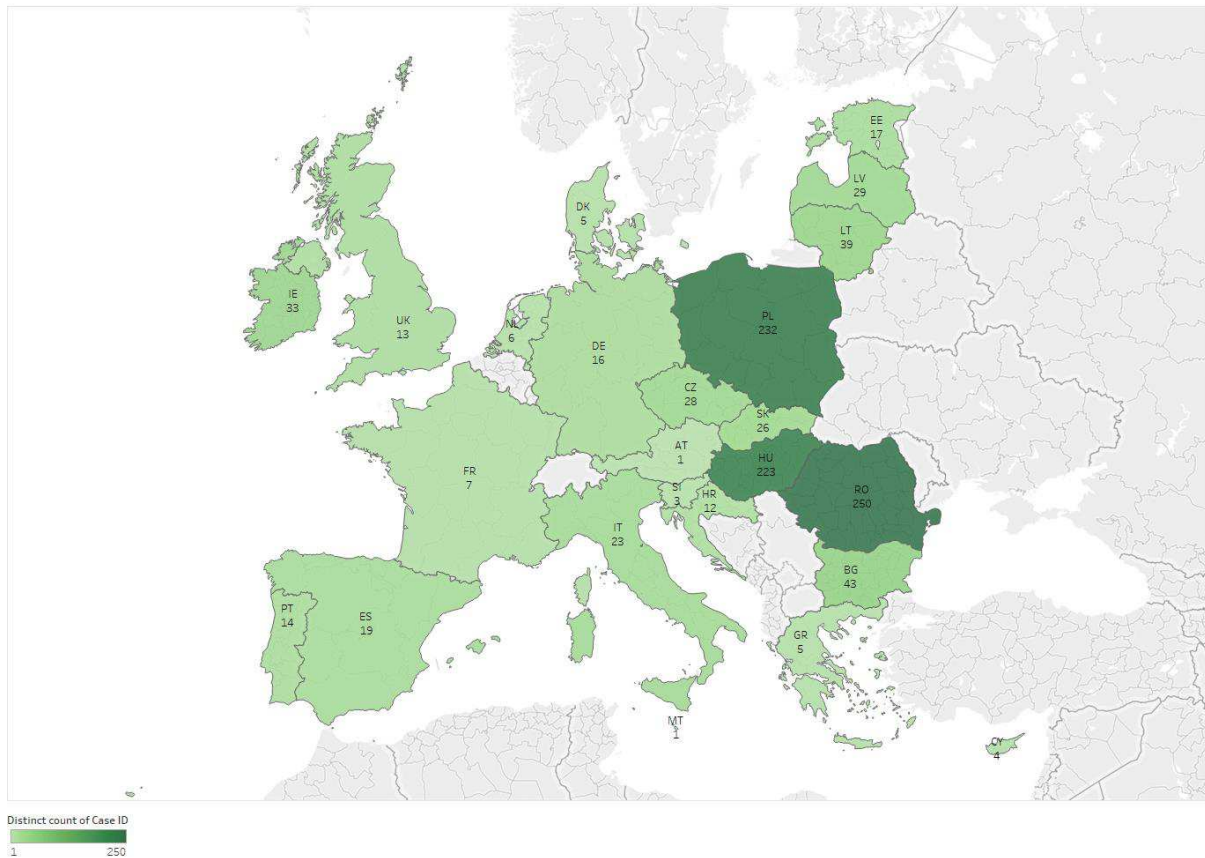 EE
17
LV
29
LT
39
DK
5
IE
33
UK
13
NL
6
DE
16
PL
232
CZ
28
SK
26
AT
1
HU
223
FR
7
SI
3
HR
12
RO
250
IT
23
BG
43
PT
14
ES
19
GR
5
MT
1
CY
4
Distinct count of Case ID
1 250